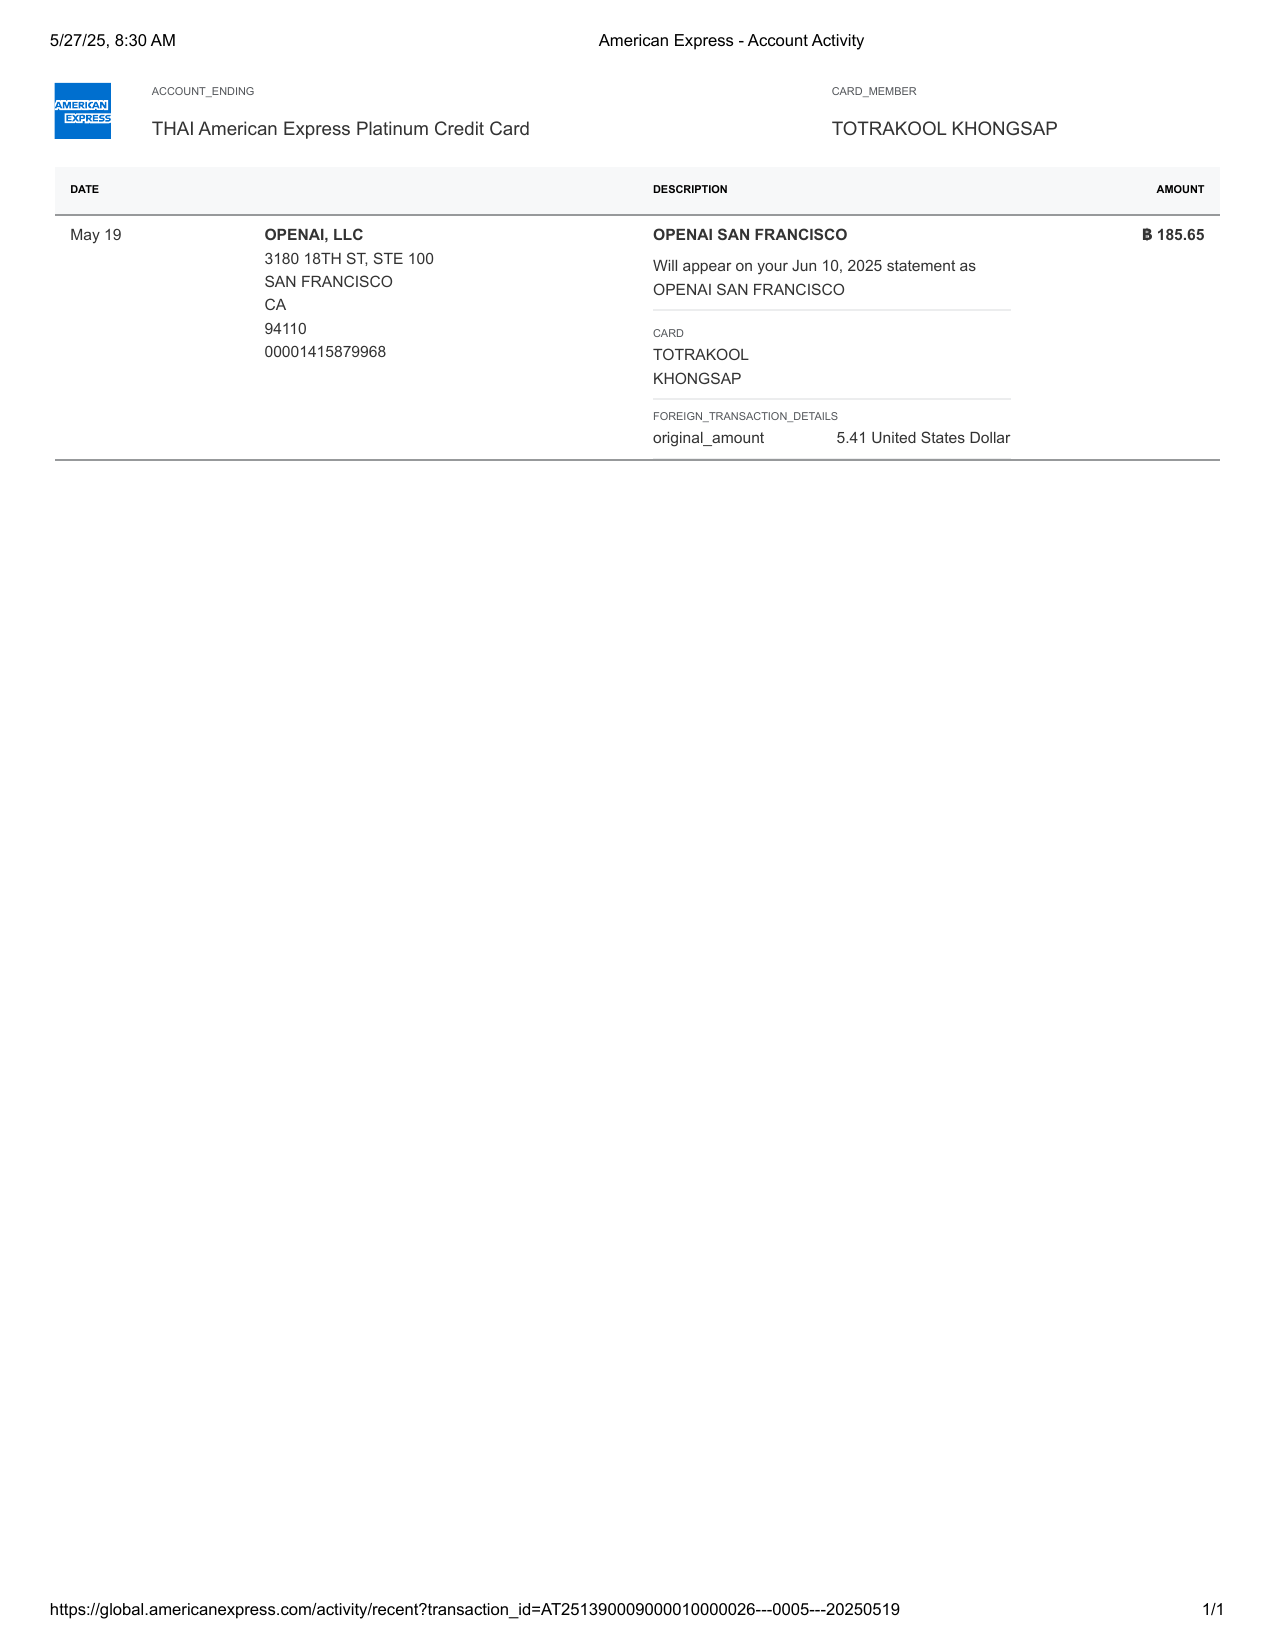 5/27/25, 8:30 AM American Express - Account Activity
AMERICAN
EXPRESS
ACCOUNT_ENDING CARD_MEMBER
THAI American Express Platinum Credit Card TOTRAKOOL KHONGSAP
DATE DESCRIPTION AMOUNT
May 19 OPENAI, LLC OPENAI SAN FRANCISCO ฿ 185.65
3180 18TH ST, STE 100
SAN FRANCISCO
CA
94110
00001415879968
Will appear on your Jun 10, 2025 statement as
OPENAI SAN FRANCISCO
CARD
TOTRAKOOL
KHONGSAP
FOREIGN_TRANSACTION_DETAILS
original_amount 5.41 United States Dollar
https://global.americanexpress.com/activity/recent?transaction_id=AT251390009000010000026---0005---20250519 1/1